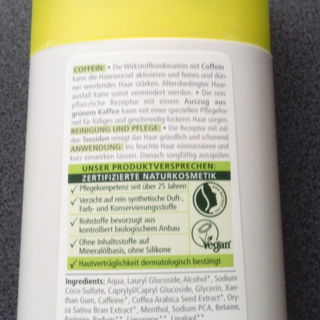 COFFEIN: • Die Wirkstoffkombination mit Coffein
kann die Haarwurzel aktivieren und feines und dün-
ner werdendes Haar stärken. Altersbedingter Haar-
ausfall kann somit vermindert werden. • Die rein
pflanzliche Rezeptur mit einem Auszug aus
grünem Kaffee kann mit einer speziellen Pflegefor-
mel für fülliges und geschmeidig lockeres Haar sorgen.
REINIGUNG UND PFLEGE: • Die Rezeptur mit mil-
den Tensiden reinigt das Haar gründlich und schonend.
ANWENDUNG: Ins feuchte Haar einmassieren und
kurz einwirken lassen. Danach sorgfältig ausspülen.
UNSER PRODUKTVERSPRECHEN:
ZERTIFIZIERTE NATURKOSMETIK
Pflegekompetenz seit über 25 Jahren
Verzicht auf rein synthetische Duft-,
Farb- und Konservierungsstoffe
Rohstoffe bevorzugt aus
kontrolliert biologischem Anbau
Ohne Inhaltsstoffe auf
Mineralölbasis, ohne Silikone
Hautverträglichkeit dermatologisch bestätigt
Vegan
Ingredients: Aqua, Lauryl Glucoside, Alcohol*, Sodium
Coco-Sulfate, Caprylyl/Capryl Glucoside, Glycerin, Xan-
than Gum, Caffeine*, Coffea Arabica Seed Extract*, Ory-
za Sativa Bran Extract*, Menthol, Sodium PCA, Betaine,
Arginine, Parfum**, Limonene**, Linalool**